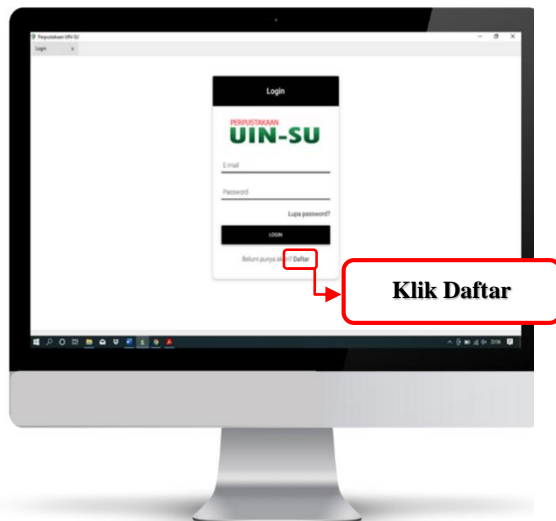 Perpustakaan UIN-SU
Login
Login
PERPUSTAKAAN
UIN-SU
E-mail
Password
Lupa password?
LOGIN
Belum punya akun? Daftar
Klik Daftar